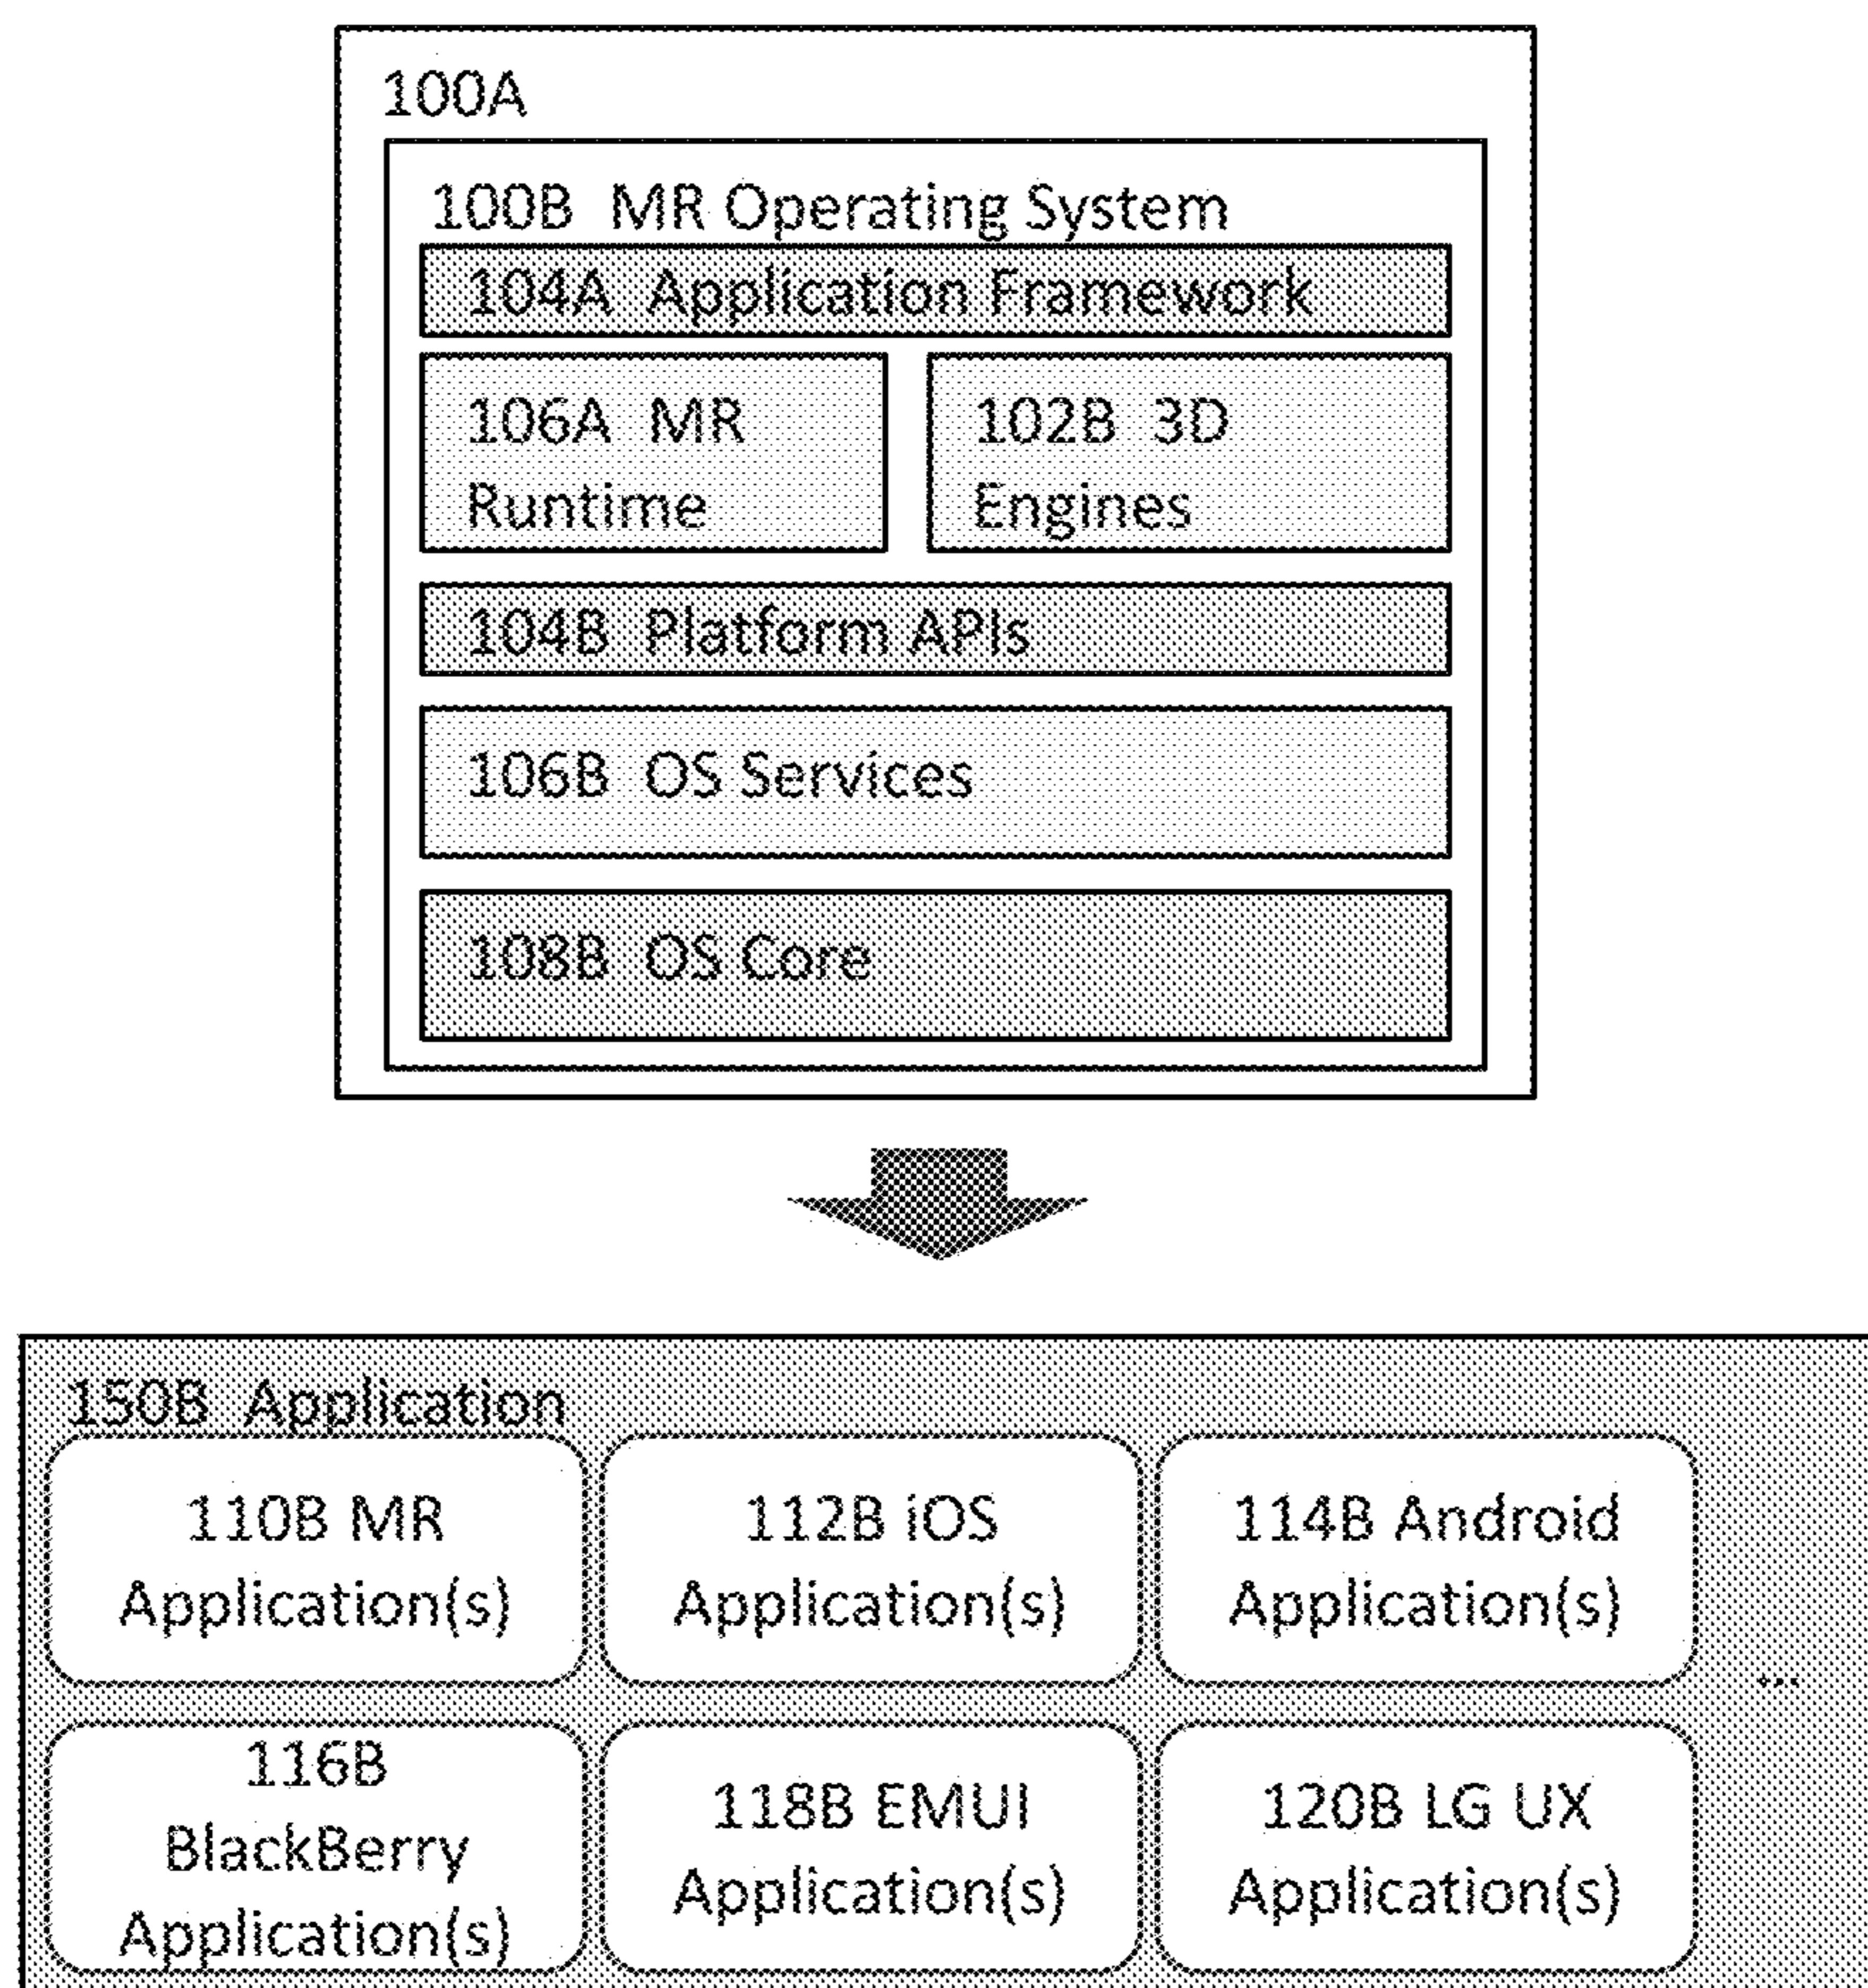 100A
100B MR Operating System
104A Application Framework
106A MR
Runtime
102B 3D
Engines
104B Platform APIs
106B OS Services
108B OS Core
150B Application
110B MR
Application(s)
112B iOS
Application(s)
114B Android
Application(s)
...
116B
BlackBerry
Application(s)
118B EMUI
Application(s)
120B LG UX
Application(s)